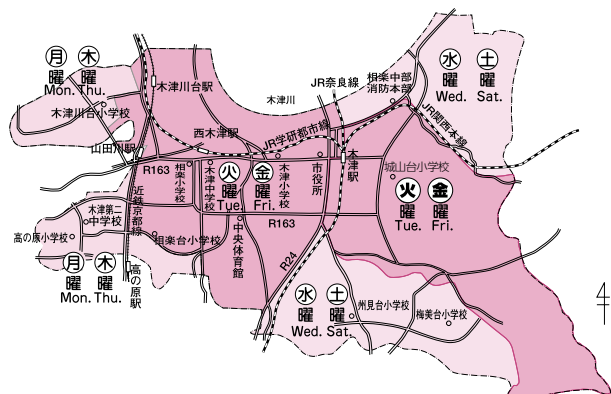 月曜 Mon.
木曜 Thu.
木津川台駅
木津川台小学校
山田川駅
西木津駅
木津川
JR奈良線
相楽中部
消防本部
水曜 Wed.
土曜 Sat.
JR学研都市線
JR関西本線
R163
相楽小学校
木津中学校
火曜 Tue.
金曜 Fri.
木津小学校
市役所
木津駅
城山台小学校
火曜 Tue.
金曜 Fri.
近鉄京都線
木津第二
中学校
高の原小学校
相楽台小学校
R163
中央体育館
月曜 Mon.
木曜 Thu.
高の原駅
R24
水曜 Wed.
土曜 Sat.
州見台小学校
梅美台小学校